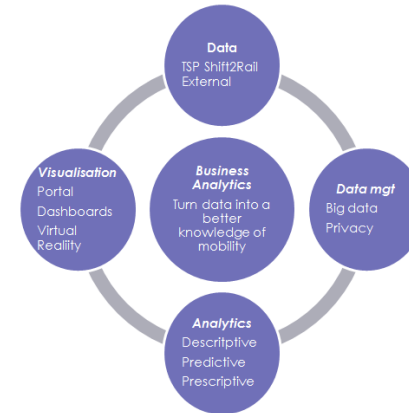 Data
TSP Shift2Rail
External
Visualisation
Portal
Dashboards
Virtual
Reality
Business
Analytics
Turn data into a
better
knowledge of
mobility
Data mgt
Big data
Privacy
Analytics
Descritptive
Predictive
Prescriptive